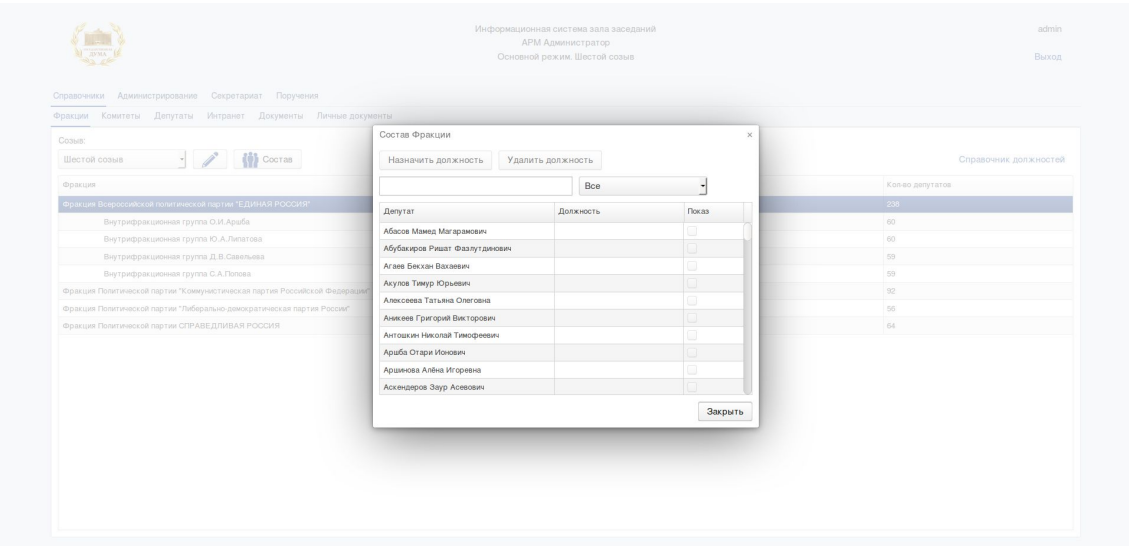 ДУМА
Информационная система зала заседаний
АРМ Администратор
Основной режим. Шестой созыв
admin
Выход
Справочники Администрирование Секретариат Поручения
Фракции Комитеты Депутаты Интранет Документы Личные документы
Созыв:
Шестой созыв Состав Справочник должностей
Фракция Кол-во депутатов
Фракция Всероссийской политической партии "ЕДИНАЯ РОССИЯ" 238
Внутрифракционная группа О.И.Аршба 60
Внутрифракционная группа Ю.А.Липатова 60
Внутрифракционная группа Д.В.Савельева 59
Внутрифракционная группа С.А.Попова 59
Фракция Политической партии "Коммунистическая партия Российской Федерации" 92
Фракция Политической партии "Либерально-демократическая партия России" 56
Фракция Политической партии СПРАВЕДЛИВАЯ РОССИЯ 64
Состав Фракции ×
Назначить должность Удалить должность
Все
Депутат Должность Показ
Абасов Мамед Магарамович
Абубакиров Ришат Фазлутдинович
Агаев Бекхан Вахаевич
Акулов Тимур Юрьевич
Алексеева Татьяна Олеговна
Аникеев Григорий Викторович
Антошкин Николай Тимофеевич
Аршба Отари Ионович
Аршинова Алёна Игоревна
Аскендеров Заур Асевович
Закрыть